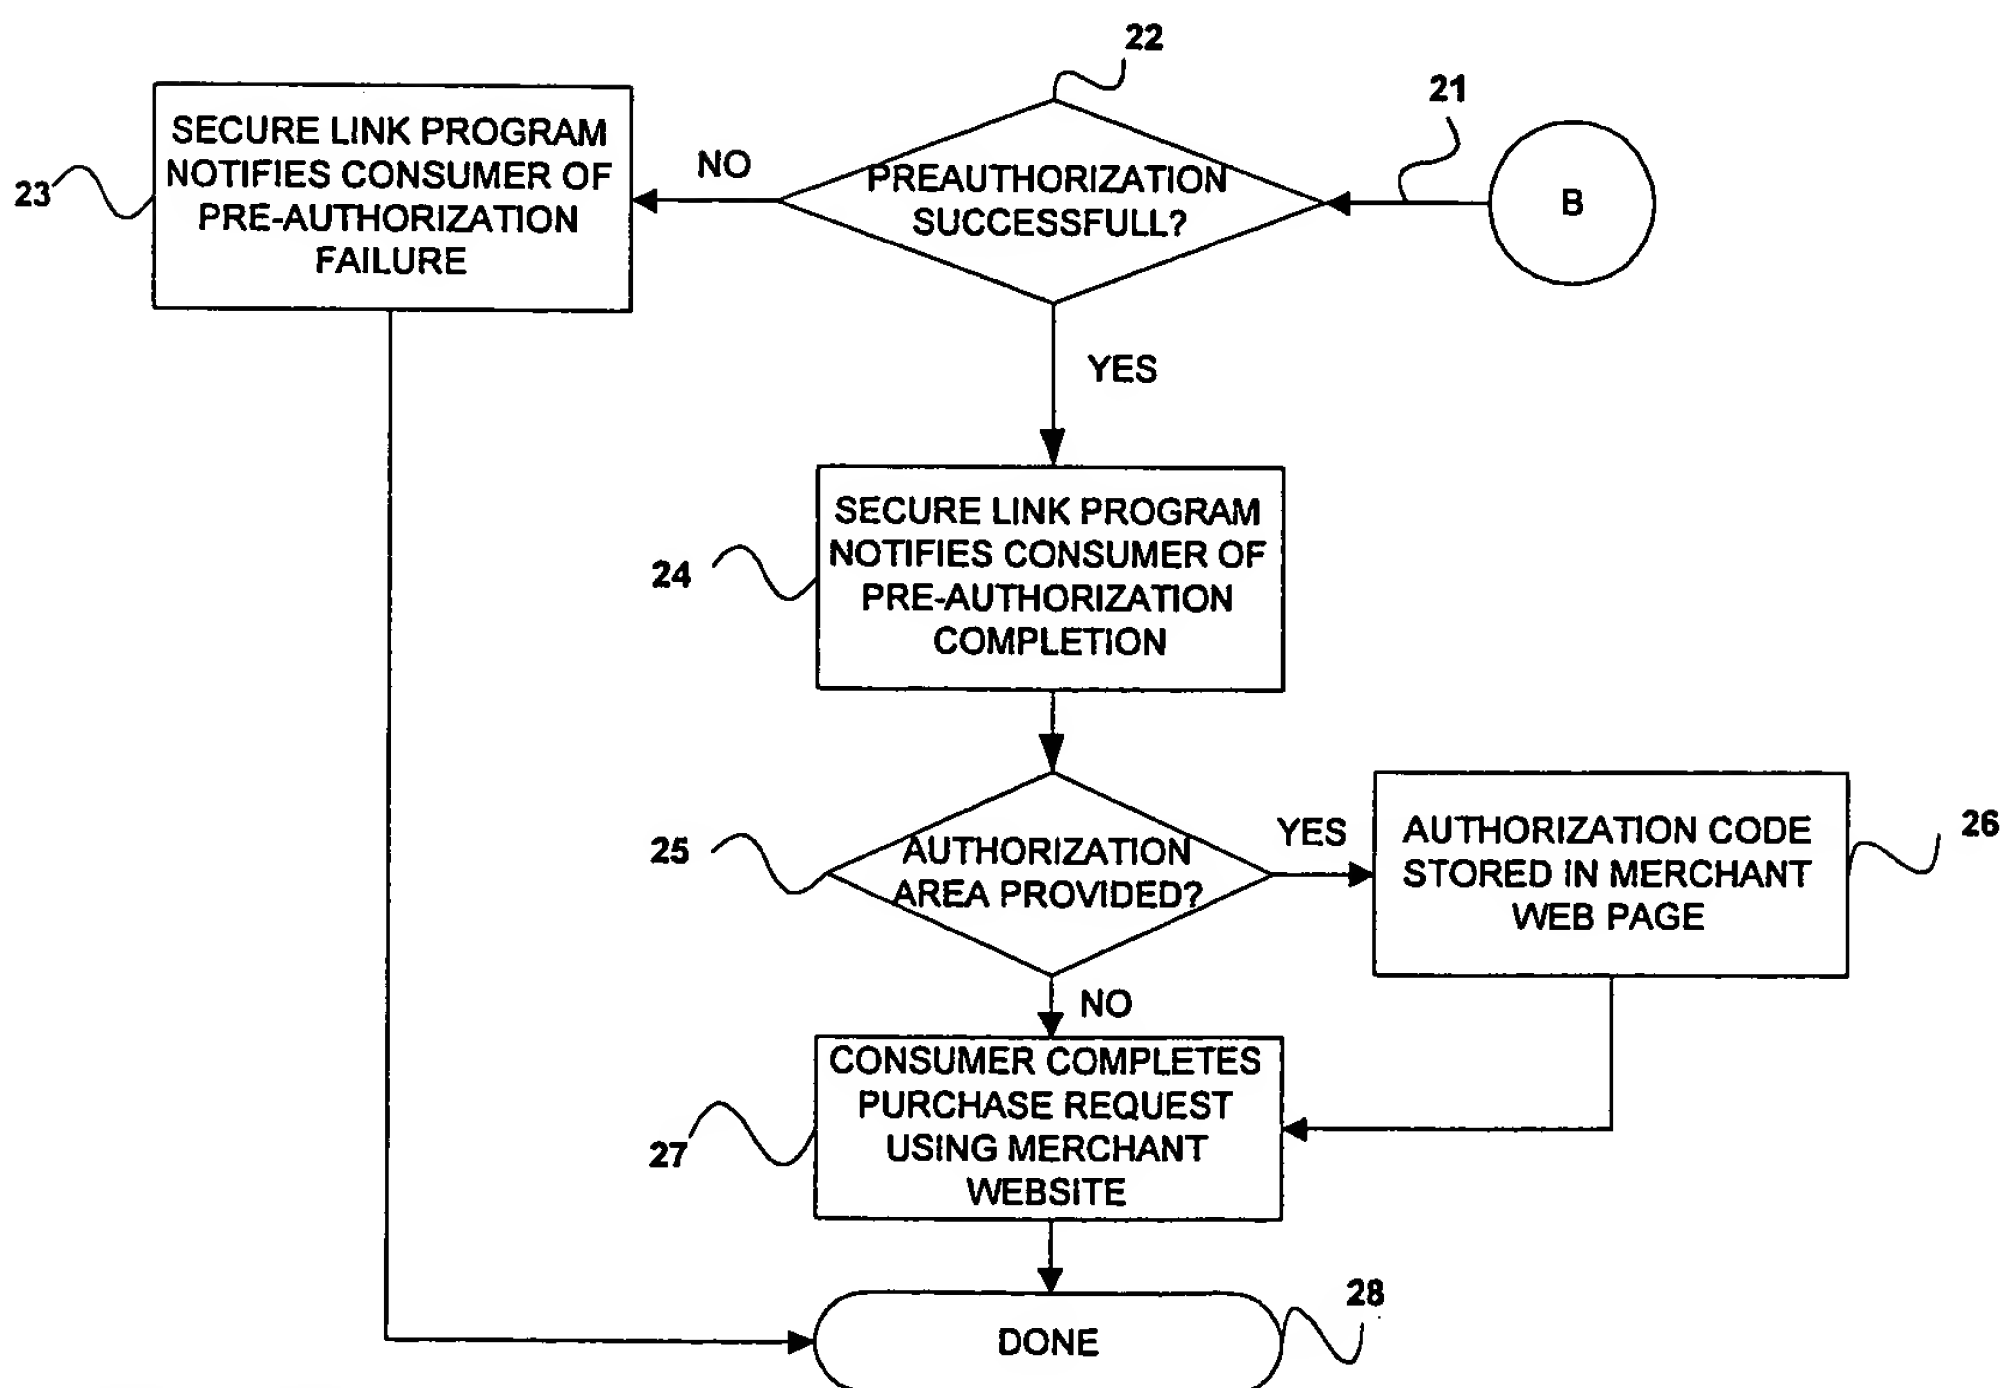 22
21
SECURE LINK PROGRAM
NOTIFIES CONSUMER OF
PRE-AUTHORIZATION
FAILURE
23
NO
PREAUTHORIZATION
SUCCESSFULL?
B
YES
SECURE LINK PROGRAM
NOTIFIES CONSUMER OF
PRE-AUTHORIZATION
COMPLETION
24
25
AUTHORIZATION
AREA PROVIDED?
YES
AUTHORIZATION CODE
STORED IN MERCHANT
WEB PAGE
26
NO
CONSUMER COMPLETES
PURCHASE REQUEST
USING MERCHANT
WEBSITE
27
28
DONE